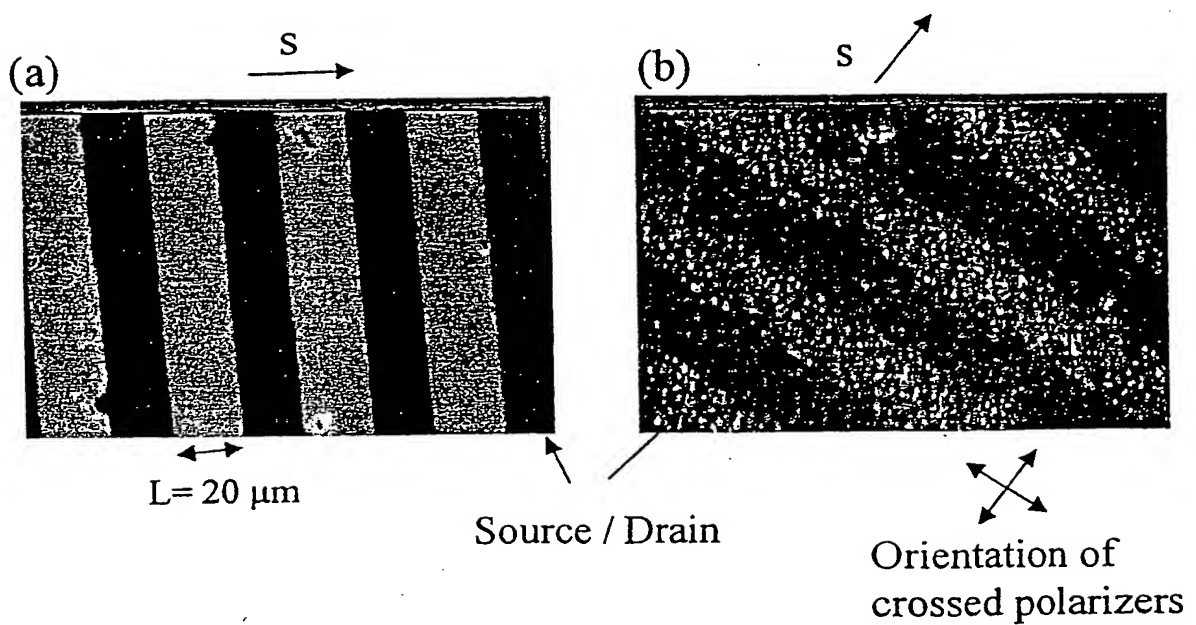 (a)
S
(b)
S
L= 20 μm
Source / Drain
Orientation of
crossed polarizers